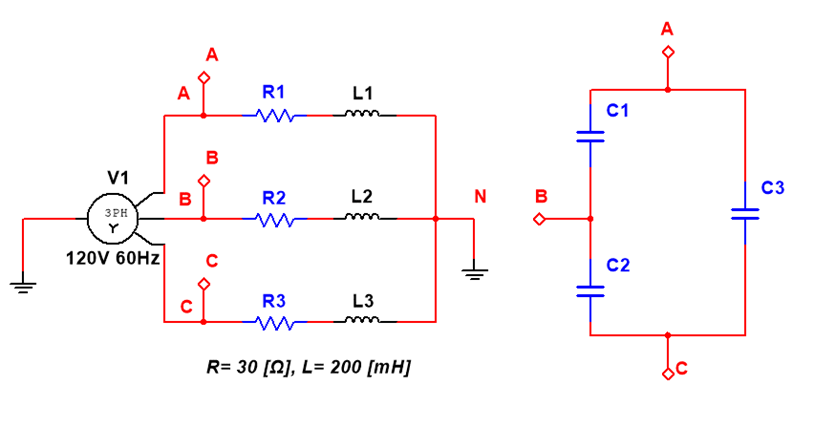 A
A
R1
L1
A
C1
V1
B
B
R2
L2
N
B
C3
3PH
Y
120V 60Hz
C
C
R3
L3
C2
R= 30 [Ω], L= 200 [mH]
C